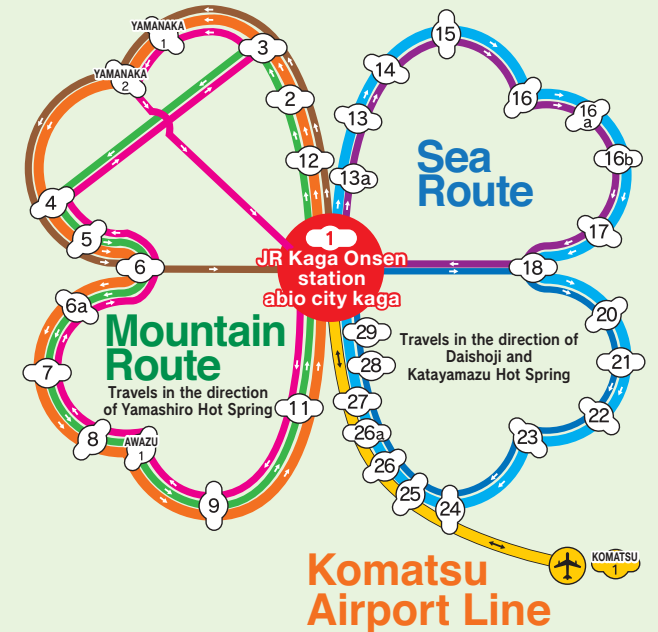 YAMANAKA
1
3
YAMANAKA
2
2
12
4
5
6
15
14
16
16
a
13
16b
13a
17
18
Sea
Route
1
JR Kaga Onsen
station
abio city kaga
6a
7
8
AWAZU
1
9
11
Mountain
Route
Travels in the direction
of Yamashiro Hot Spring
29
28
27
26a
26
25
24
23
22
21
20
Travels in the direction of
Daishoji and
Katayamazu Hot Spring
KOMATSU
1
Komatsu
Airport Line